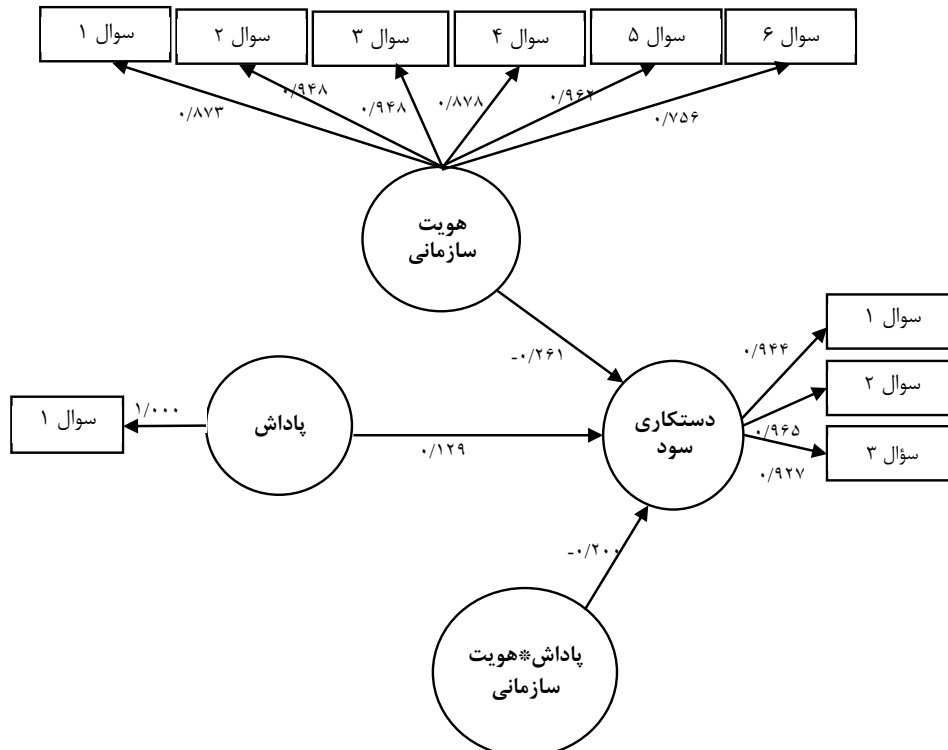 سوال ۱
سوال ۲
سوال ۳
سوال ۴
سوال ۵
سوال ۶
۰/۸۷۳
۰/۹۴۸
۰/۹۴۸
۰/۸۷۸
۰/۹۶۲
۰/۷۵۶
هویت
سازمانی
-۰/۲۶۱
سوال ۱
۰/۹۴۴
سوال ۲
۰/۹۶۵
سؤال ۳
۰/۹۲۷
دستکاری
سود
پاداش
۱/۰۰۰
سوال ۱
۰/۱۲۹
-۰/۲۰۰
پاداش*هویت
سازمانی